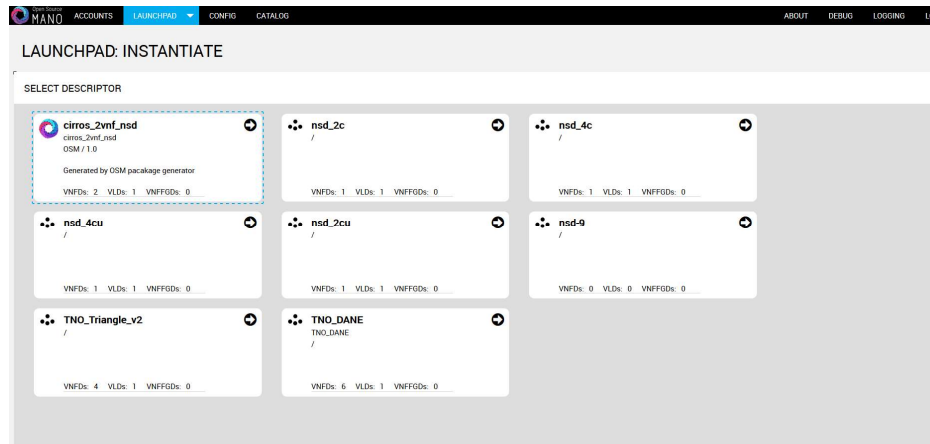 Open Source
MANO ACCOUNTS LAUNCHPAD CONFIG CATALOG ABOUT DEBUG LOGGING
LAUNCHPAD: INSTANTIATE
SELECT DESCRIPTOR
cirros_2vnf_nsd
cirros_2vnf_nsd
OSM / 1.0
Generated by OSM pacakage generator
VNFDs: 2 VLDs: 1 VNFFGDs: 0
nsd_2c
/
VNFDs: 1 VLDs: 1 VNFFGDs: 0
nsd_4c
/
VNFDs: 1 VLDs: 1 VNFFGDs: 0
nsd_4cu
/
VNFDs: 1 VLDs: 1 VNFFGDs: 0
nsd_2cu
/
VNFDs: 1 VLDs: 1 VNFFGDs: 0
nsd-9
/
VNFDs: 0 VLDs: 0 VNFFGDs: 0
TNO_Triangle_v2
/
VNFDs: 4 VLDs: 1 VNFFGDs: 0
TNO_DANE
TNO_DANE
/
VNFDs: 6 VLDs: 1 VNFFGDs: 0